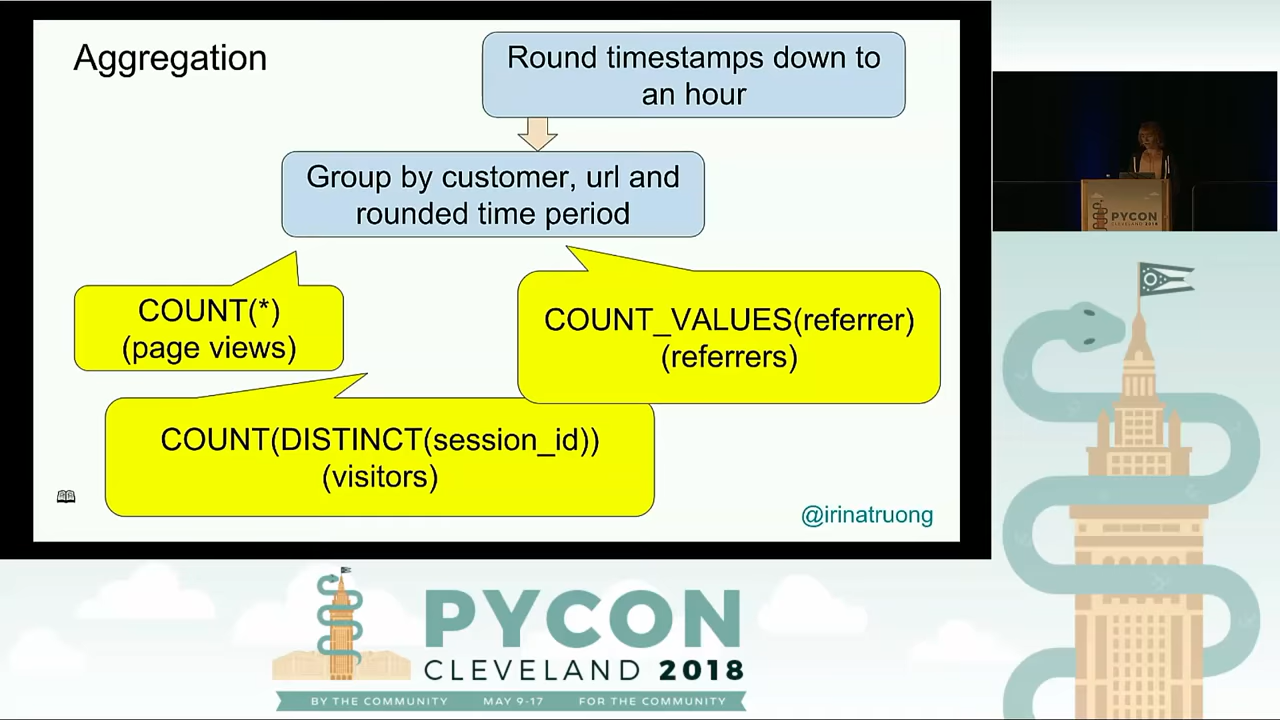 Aggregation
Round timestamps down to
an hour
Group by customer, url and
rounded time period
COUNT(*)
(page views)
COUNT_VALUES(referrer)
(referrers)
COUNT(DISTINCT(session_id))
(visitors)
@irinatruong
PYCON
CLEVELAND 2018
PYCON
CLEVELAND 2018
BY THE COMMUNITY MAY 9-17 FOR THE COMMUNITY